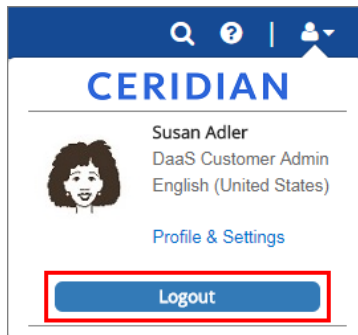 CERIDIAN
Susan Adler
DaaS Customer Admin
English (United States)
Profile & Settings
Logout